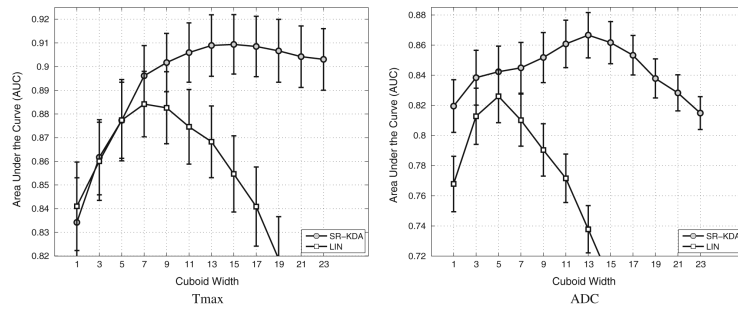 Area Under the Curve (AUC)
0.92
0.91
0.9
0.89
0.88
0.87
0.86
0.85
0.84
0.83
0.82
1 3 5 7 9 11 13 15 17 19 21 23
SR−KDA
LIN
Cuboid Width
Tmax
Area Under the Curve (AUC)
0.88
0.86
0.84
0.82
0.8
0.78
0.76
0.74
0.72
1 3 5 7 9 11 13 15 17 19 21 23
SR−KDA
LIN
Cuboid Width
ADC